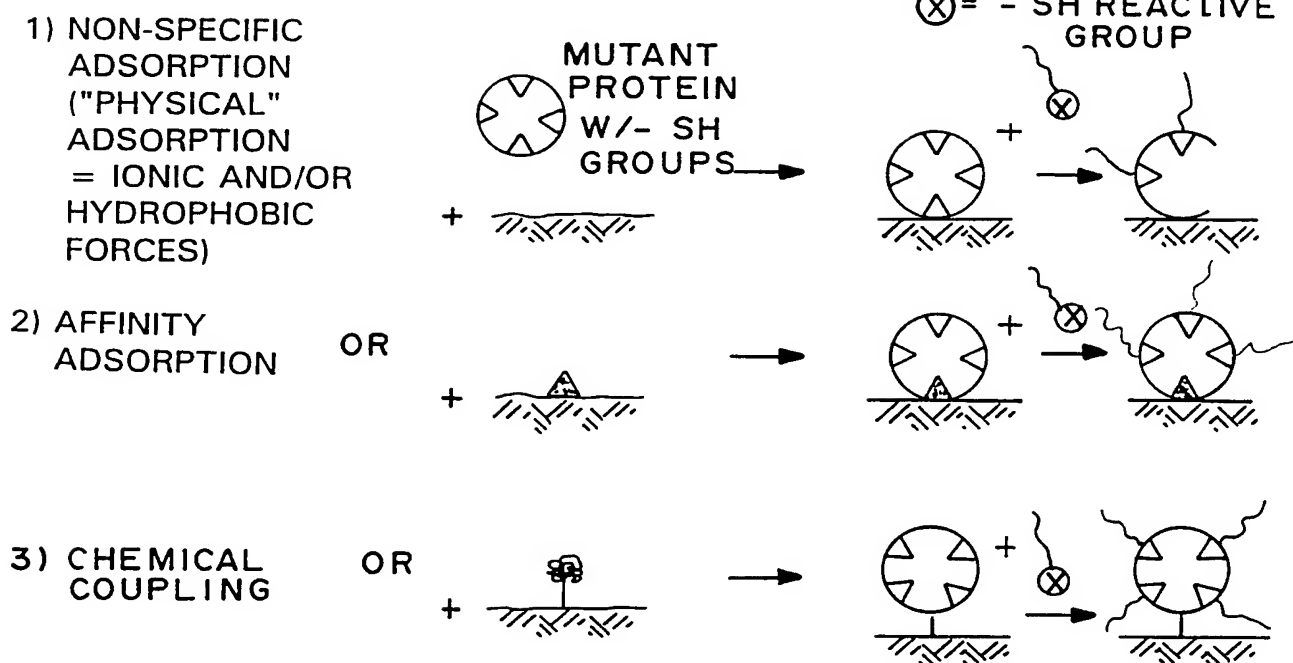 ⓧ= - SH REACTIVE
GROUP
1) NON-SPECIFIC
ADSORPTION
("PHYSICAL"
ADSORPTION
= IONIC AND/OR
HYDROPHOBIC
FORCES)
MUTANT
PROTEIN
W/- SH
GROUPS
+
+
X
2) AFFINITY
ADSORPTION
OR
+
+
X
3) CHEMICAL
COUPLING
OR
+
+
X